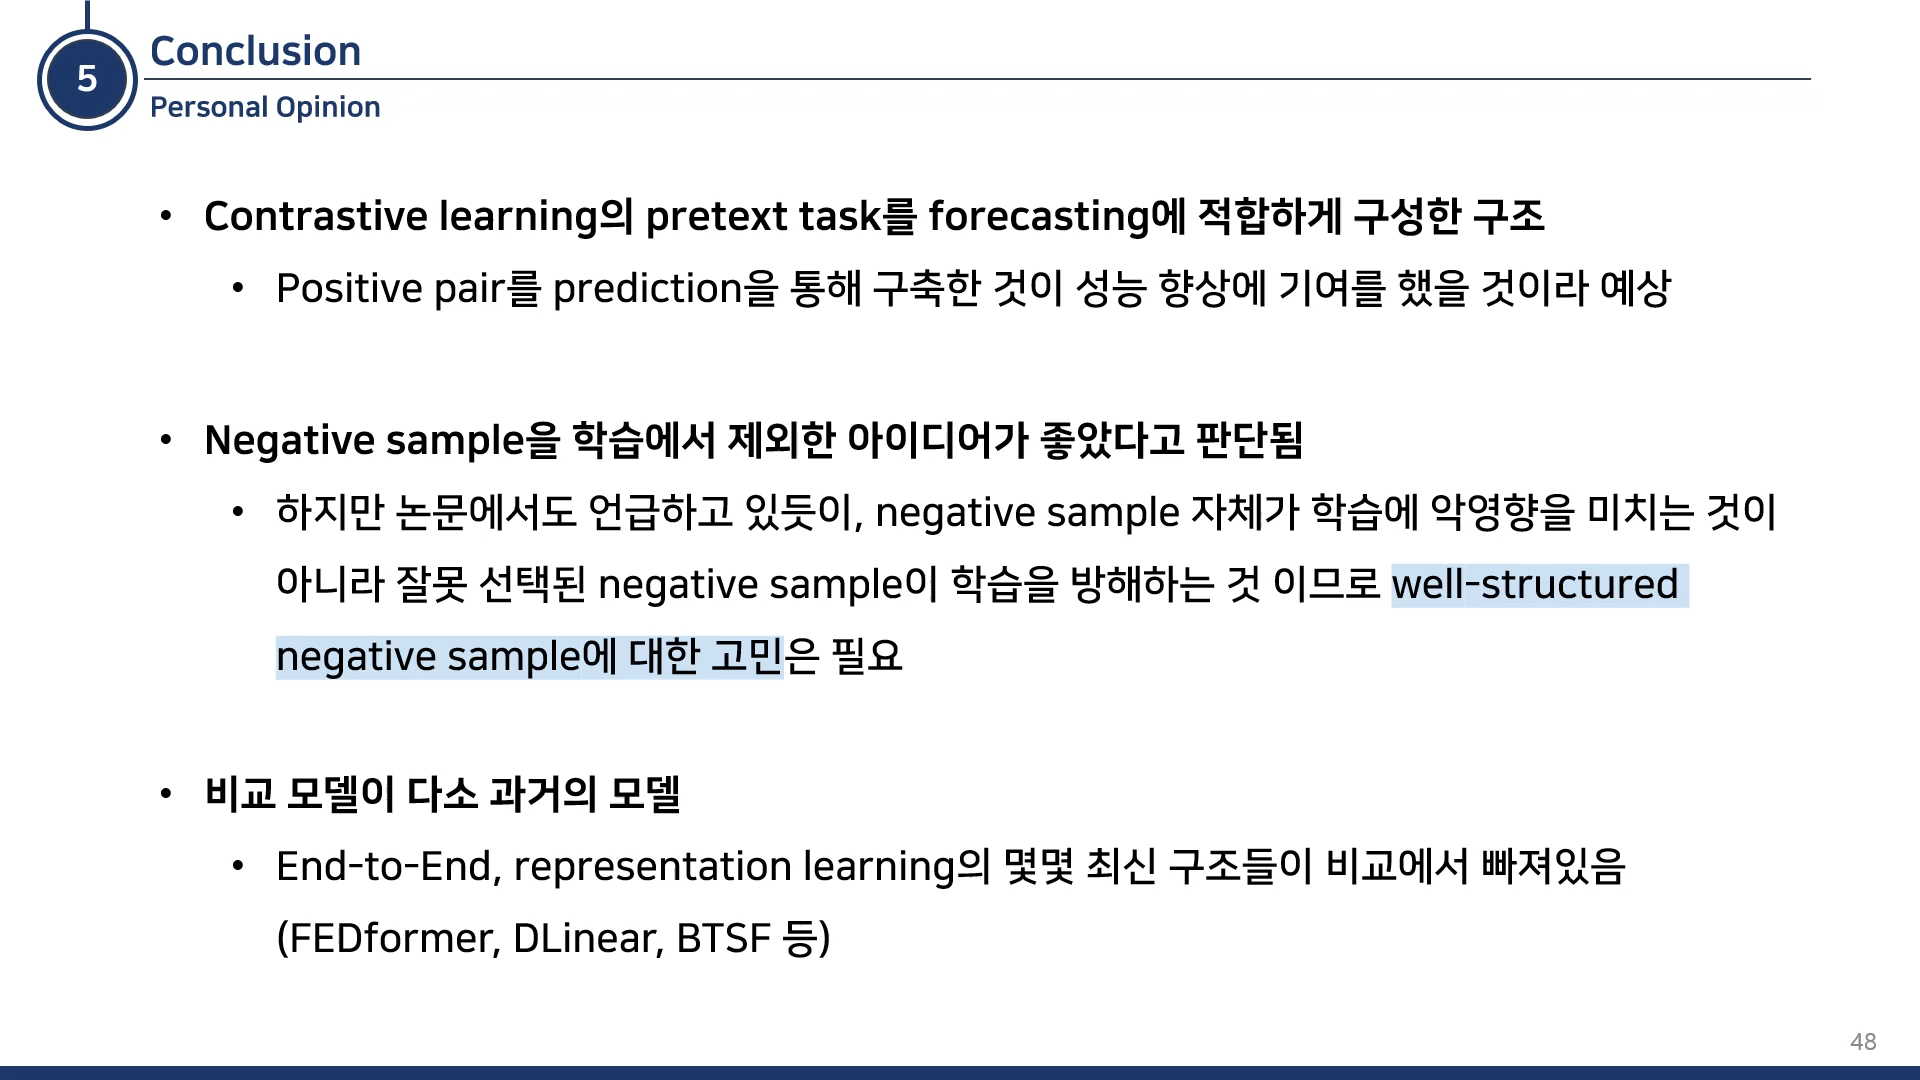 5
Conclusion
Personal Opinion
• Contrastive learning의 pretext task를 forecasting에 적합하게 구성한 구조
• Positive pair를 prediction을 통해 구축한 것이 성능 향상에 기여를 했을 것이라 예상
• Negative sample을 학습에서 제외한 아이디어가 좋았다고 판단됨
• 하지만 논문에서도 언급하고 있듯이, negative sample 자체가 학습에 악영향을 미치는 것이
아니라 잘못 선택된 negative sample이 학습을 방해하는 것 이므로 well-structured
negative sample에 대한 고민은 필요
• 비교 모델이 다소 과거의 모델
• End-to-End, representation learning의 몇몇 최신 구조들이 비교에서 빠져있음
(FEDformer, DLinear, BTSF 등)
48